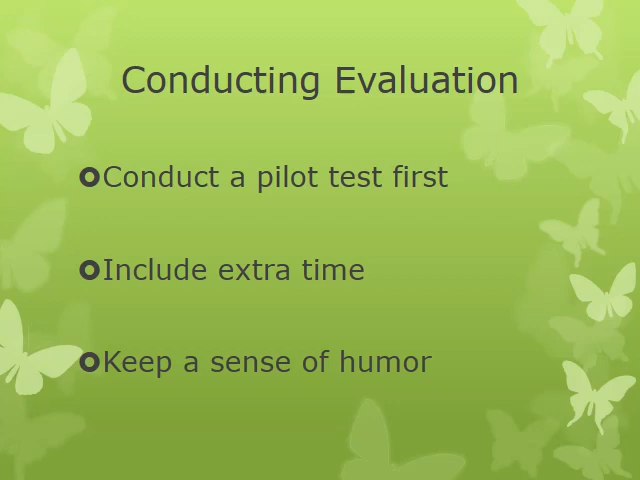 Conducting Evaluation
Conduct a pilot test first
Include extra time
Keep a sense of humor